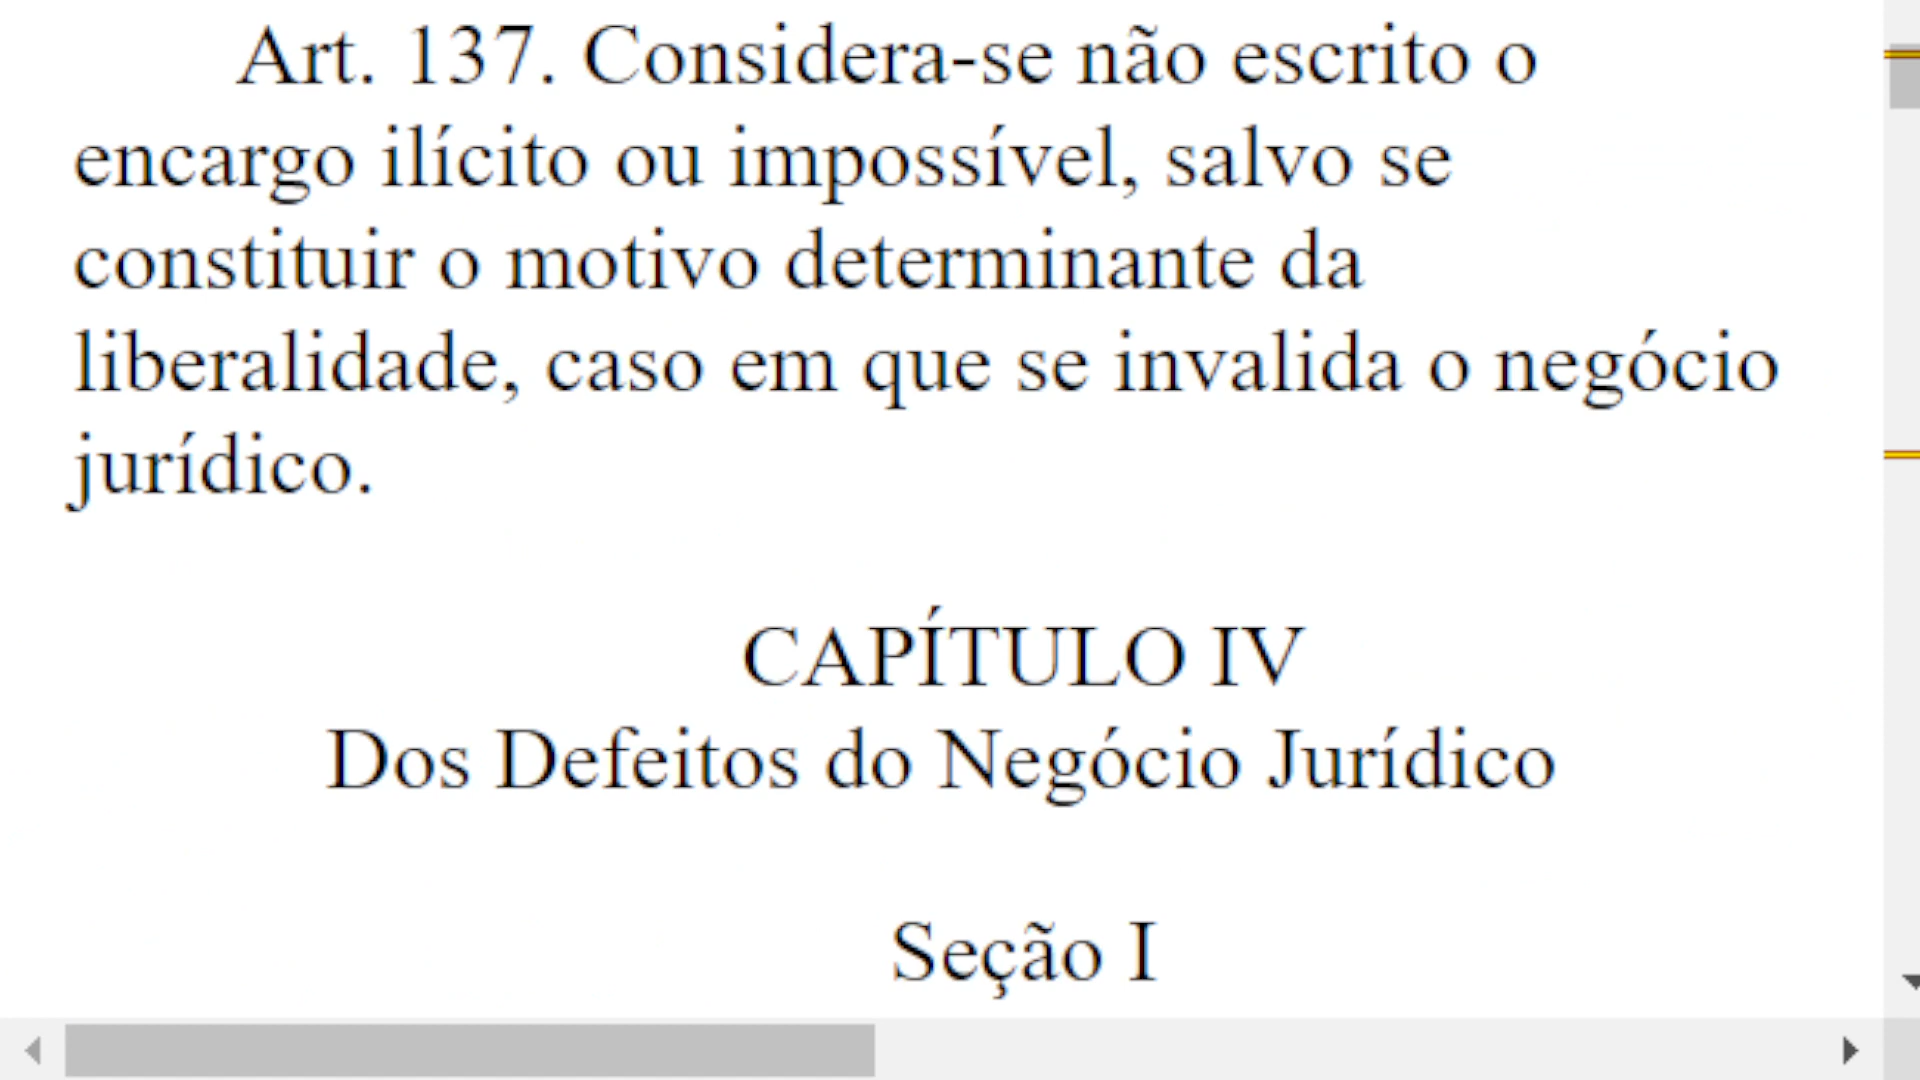 Art. 137. Considera-se não escrito o
encargo ilícito ou impossível, salvo se
constituir o motivo determinante da
liberalidade, caso em que se invalida o negócio
jurídico.
CAPÍTULO IV
Dos Defeitos do Negócio Jurídico
Seção I